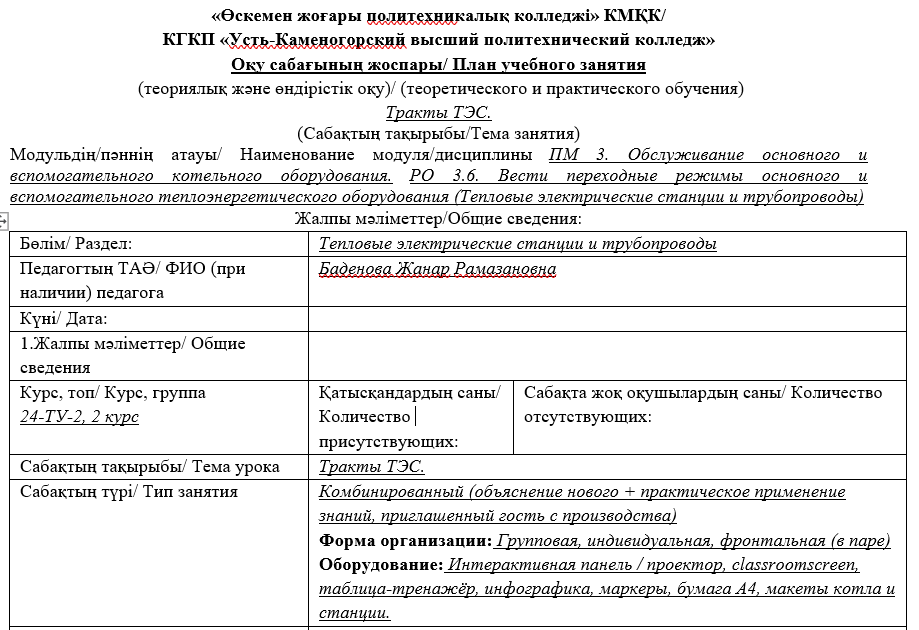 «Өскемен жоғары политехникалық колледжі» КМҚК/
КГКП «Усть-Каменогорский высший политехнический колледж»
Оқу сабағының жоспары/ План учебного занятия
(теориялық және өндірістік оқу)/ (теоретического и практического обучения)
Тракты ТЭС.
(Сабақтың тақырыбы/Тема занятия)
Модульдің/пәннің атауы/ Наименование модуля/дисциплины ПМ 3. Обслуживание основного и
вспомогательного котельного оборудования. РО 3.6. Вести переходные режимы основного и
вспомогательного теплоэнергетического оборудования (Тепловые электрические станции и трубопроводы)
Жалпы мәліметтер/Общие сведения:
Бөлім/ Раздел:
Тепловые электрические станции и трубопроводы
Педагогтың ТАӘ/ ФИО (при
наличии) педагога
Баденова Жанар Рамазановна
Күні/ Дата:
1.Жалпы мәліметтер/ Общие
сведения
Курс, топ/ Курс, группа
24-ТУ-2, 2 курс
Қатысқандардың саны/
Количество
присутствующих:
Сабақта жоқ оқушылардың саны/ Количество
отсутствующих:
Сабақтың тақырыбы/ Тема урока
Тракты ТЭС.
Сабақтың түрі/ Тип занятия
Комбинированный (объяснение нового + практическое применение
знаний, приглашенный гость с производства)
Форма организации: Групповая, индивидуальная, фронтальная (в паре)
Оборудование: Интерактивная панель / проектор, classroomscreen,
таблица-тренажёр, инфографика, маркеры, бумага А4, макеты котла и
станции.